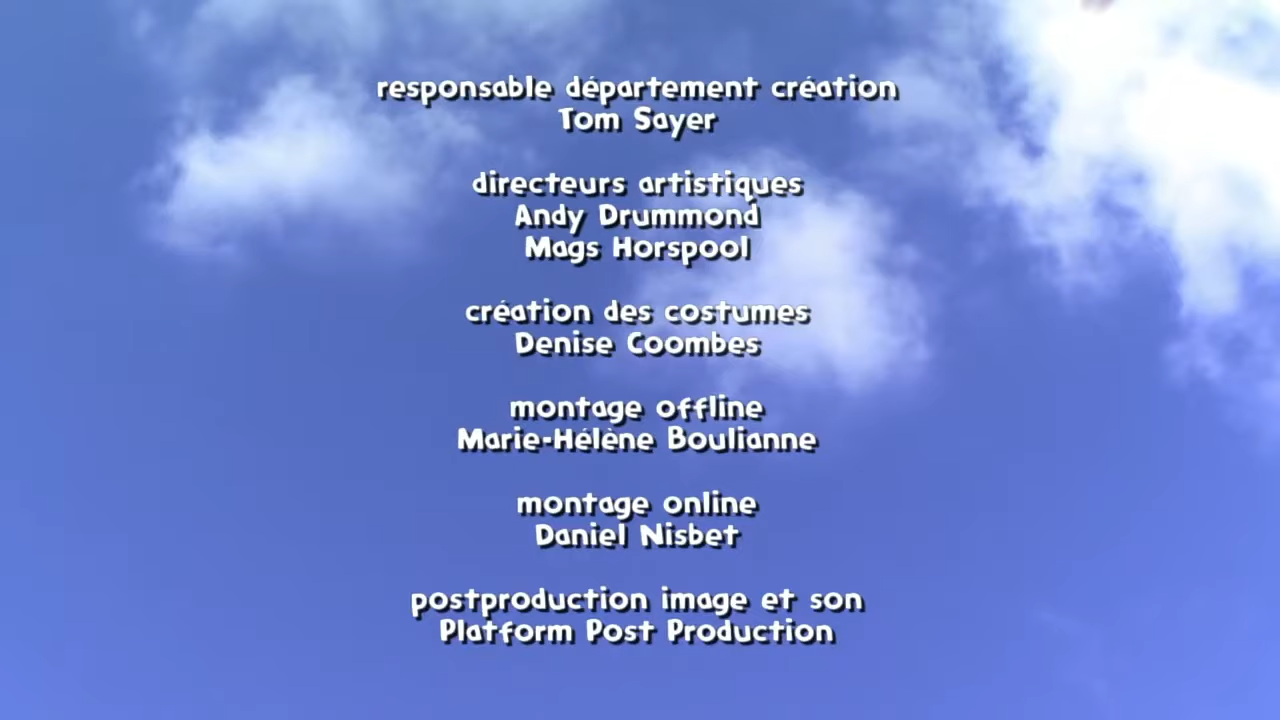 responsable département création
Tom Sayer
directeurs artistiques
Andy Drummond
Mags Horspool
création des costumes
Denise Coombes
montage offline
Marie-Hélène Boulianne
montage online
Daniel Nisbet
postproduction image et son
Platform Post Production